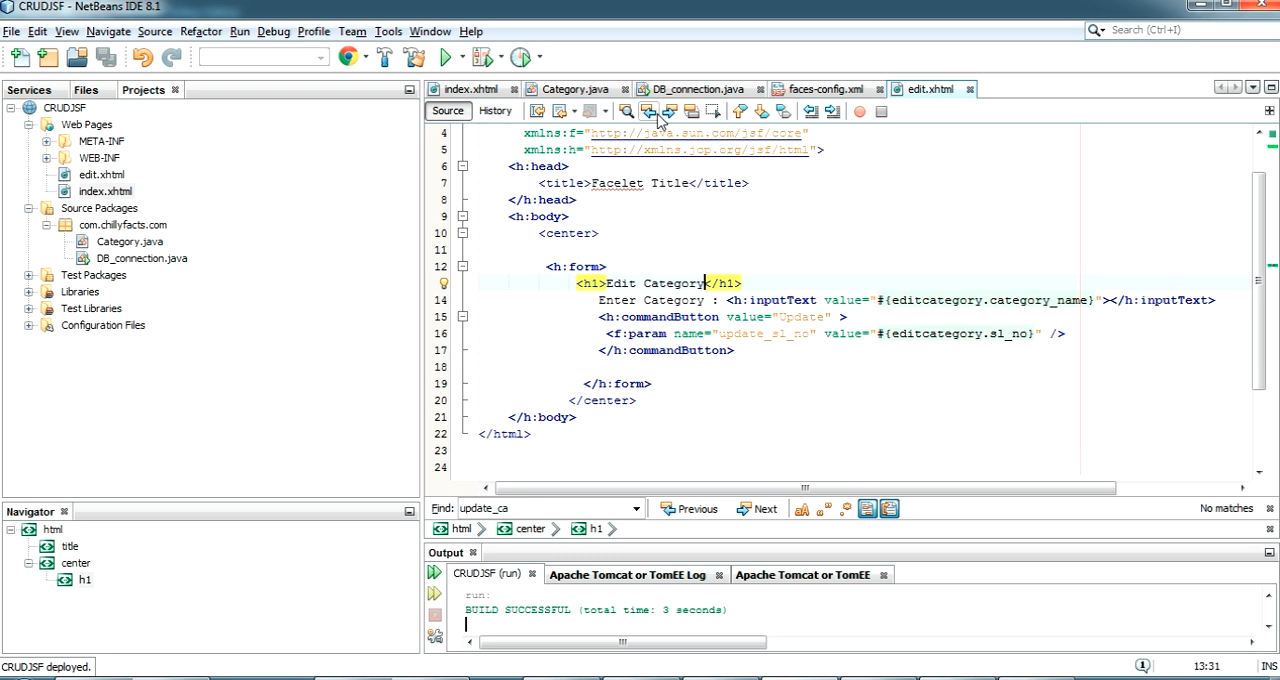 CRUDJSF - NetBeans IDE 8.1
File Edit View Navigate Source Refactor Run Debug Profile Team Tools Window Help
Search (Ctrl+I)
Services Files Projects
index.xhtml Category.java DB_connection.java faces-config.xml edit.xhtml
Source History
CRUDJSF
Web Pages
META-INF
WEB-INF
edit.xhtml
index.xhtml
Source Packages
com.chillyfacts.com
Category.java
DB_connection.java
Test Packages
Libraries
Test Libraries
Configuration Files
4 xmlns:f="http://java.sun.com/jsf/core"
5 xmlns:h="http://xmlns.jcp.org/jsf/html">
6 <h:head>
7 <title>Facelet Title</title>
8 </h:head>
9 <h:body>
10 <center>
11
12 <h:form>
<h1>Edit Category</h1>
14 Enter Category : <h:inputText value="#{editcategory.category_name}"></h:inputText>
15 <h:commandButton value="Update" >
16 <f:param name="update_sl_no" value="#{editcategory.sl_no}" />
17 </h:commandButton>
18
19 </h:form>
20 </center>
21 </h:body>
22 </html>
23
24
Find: update_ca Previous Next No matches
html center h1
Navigator
html
title
center
h1
Output
CRUDJSF (run) Apache Tomcat or TomEE Log Apache Tomcat or TomEE
run:
BUILD SUCCESSFUL (total time: 3 seconds)
CRUDJSF deployed. 1 13:31 INS